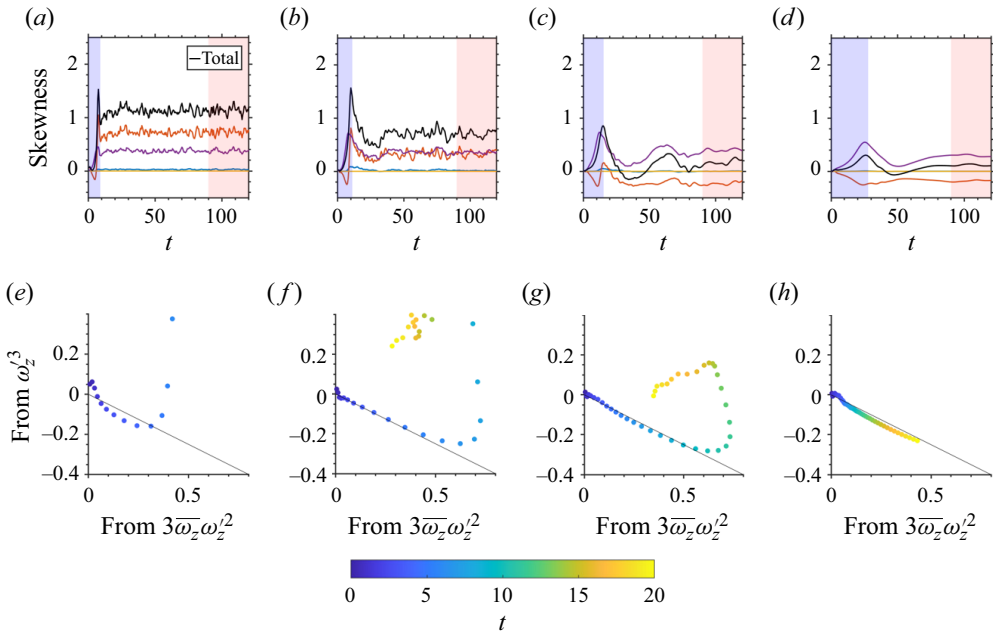 (a) (b) (c) (d)
Skewness
2 2 2 2
1 1 1 1
0 0 0 0
Total
0 50 100 0 50 100 0 50 100 0 50 100
t t t t
(e) (f) (g) (h)
From ω′z³
0.2 0.2 0.2 0.2
0 0 0 0
–0.2 –0.2 –0.2 –0.2
–0.4 –0.4 –0.4 –0.4
0 0.5 0 0.5 0 0.5 0 0.5
From 3ω̅z̅ω′z² From 3ω̅z̅ω′z² From 3ω̅z̅ω′z² From 3ω̅z̅ω′z²
0 5 10 15 20
t